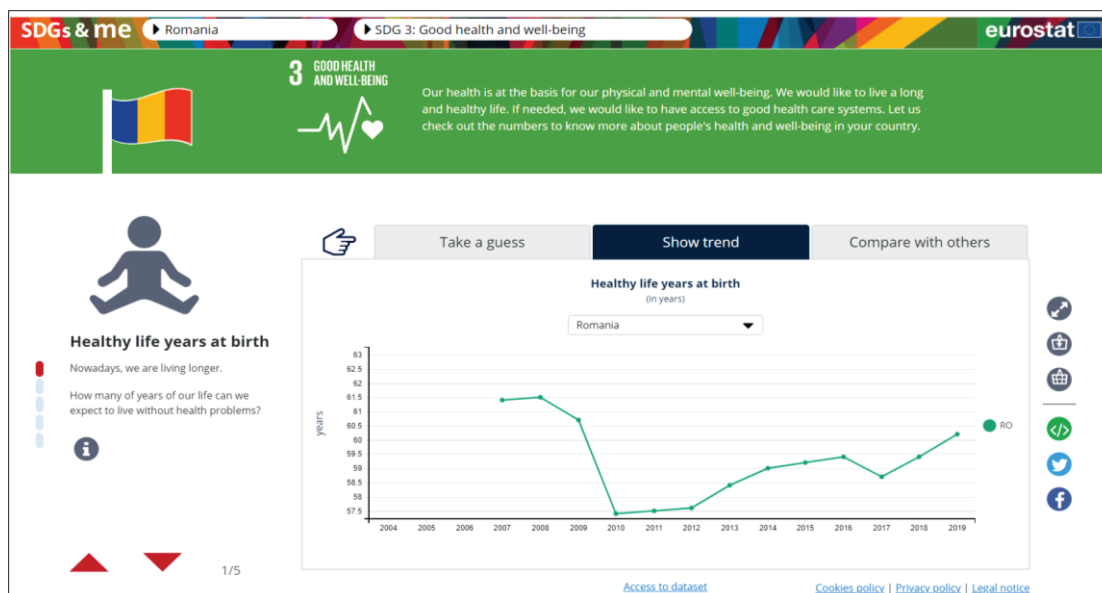 SDGs & me
Romania
SDG 3: Good health and well-being
eurostat
3 GOOD HEALTH
AND WELL-BEING
Our health is at the basis for our physical and mental well-being. We would like to live a long
and healthy life. If needed, we would like to have access to good health care systems. Let us
check out the numbers to know more about people's health and well-being in your country.
Take a guess
Show trend
Compare with others
Healthy life years at birth
Nowadays, we are living longer.
How many of years of our life can we
expect to live without health problems?
i
1/5
Healthy life years at birth
(in years)
Romania
years
63
62.5
62
61.5
61
60.5
60
59.5
59
58.5
58
57.5
2004 2005 2006 2007 2008 2009 2010 2011 2012 2013 2014 2015 2016 2017 2018 2019
RO
</>
f
Access to dataset
Cookies policy | Privacy policy | Legal notice